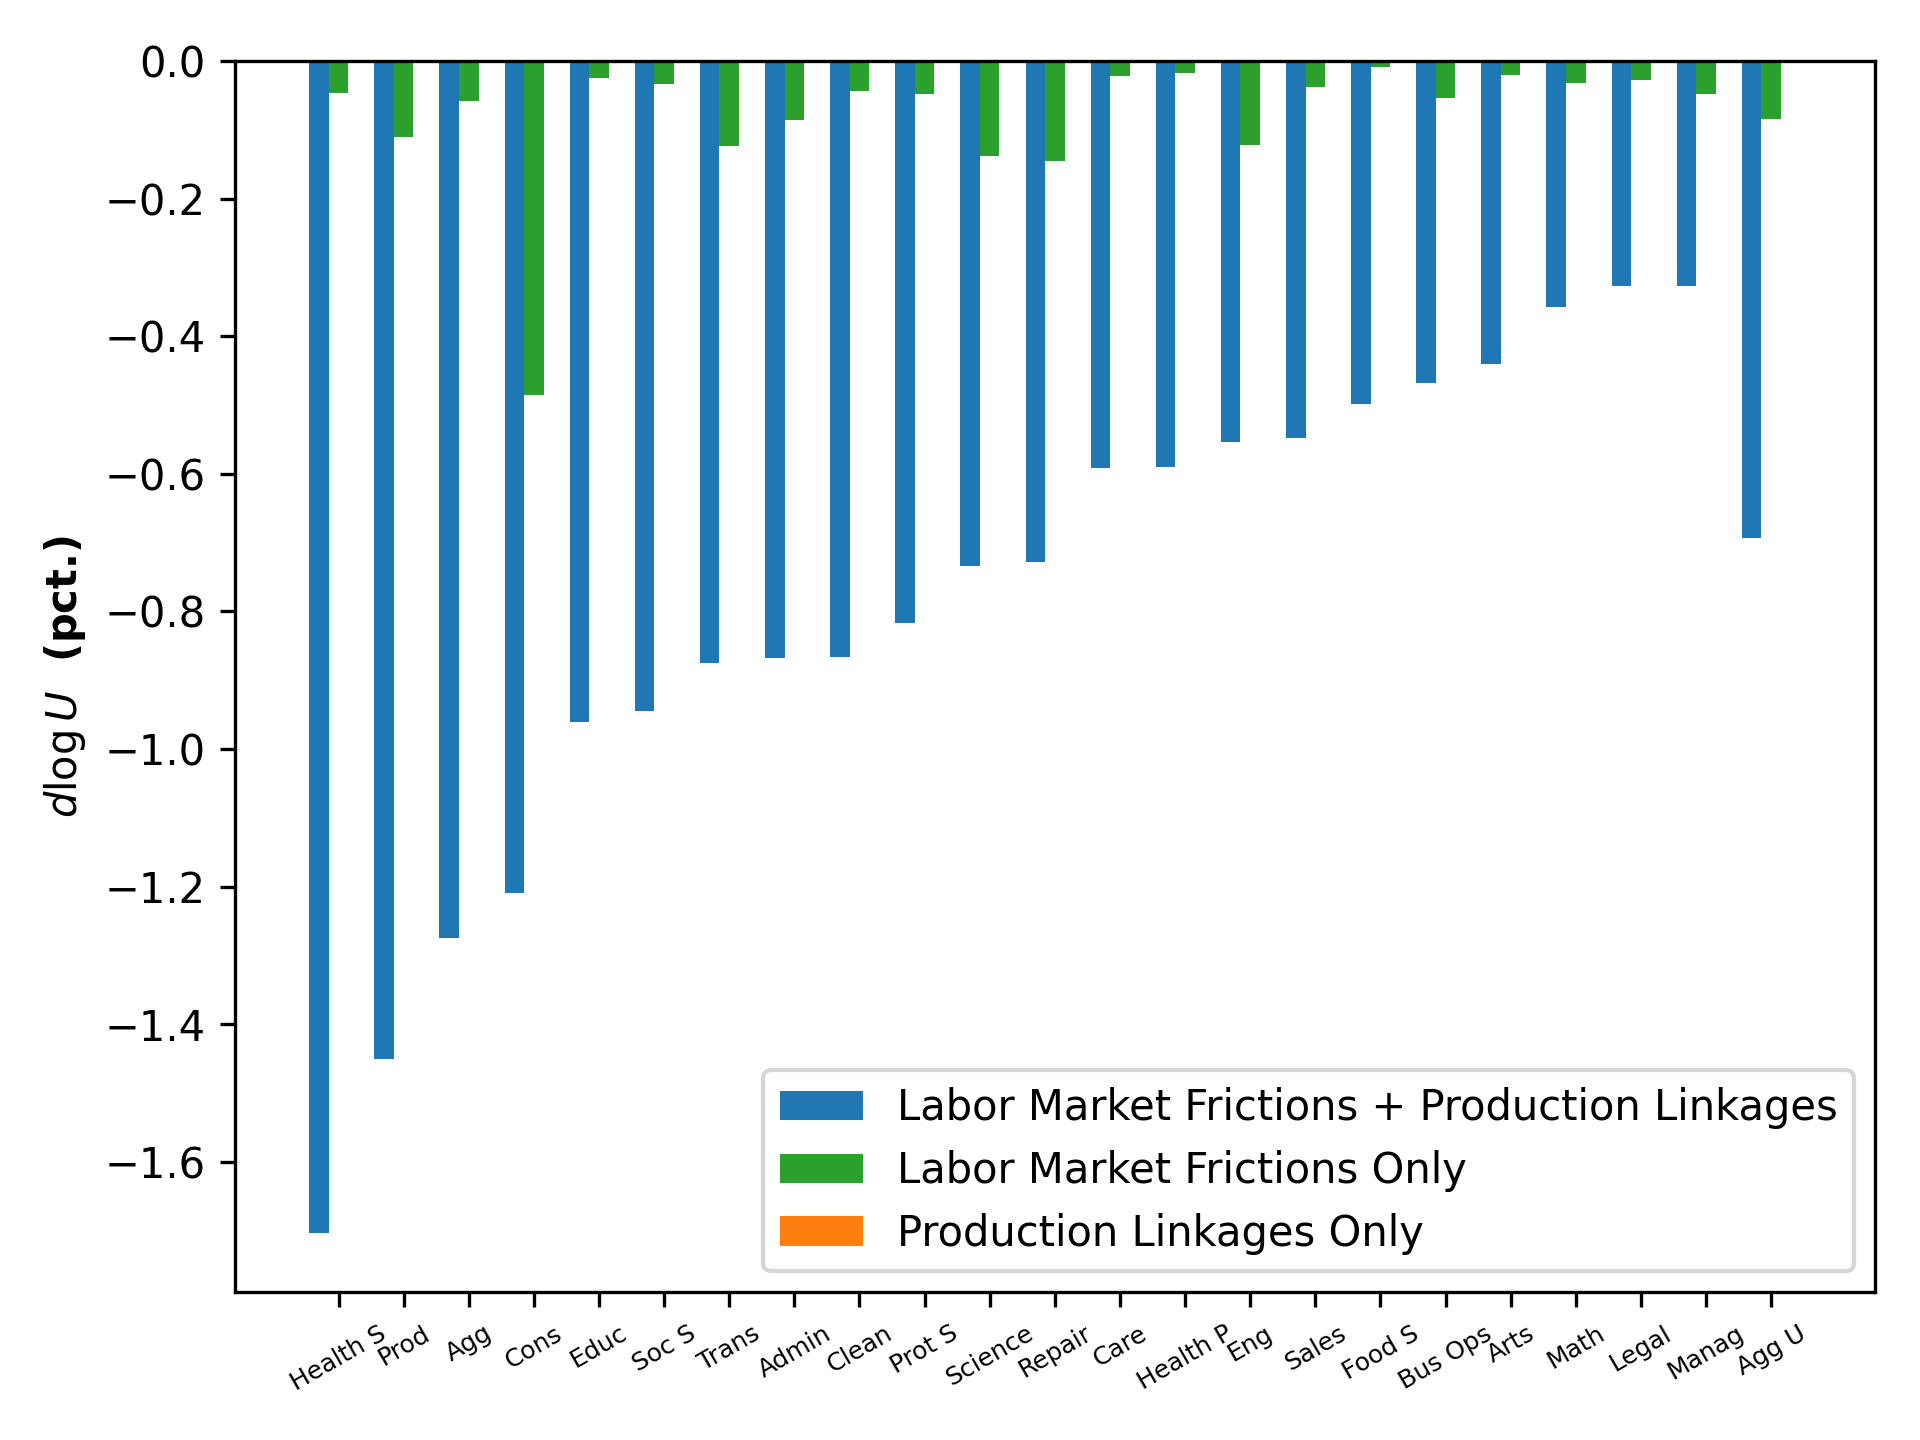 0.0
−0.2
−0.4
−0.6
−0.8
−1.0
−1.2
−1.4
−1.6
dlog U (pct.)
Labor Market Frictions + Production Linkages
Labor Market Frictions Only
Production Linkages Only
Health S
Prod
Agg
Cons
Educ
Soc S
Trans
Admin
Clean
Prot S
Science
Repair
Care
Health P
Eng
Sales
Food S
Bus Ops
Arts
Math
Legal
Manag
Agg U